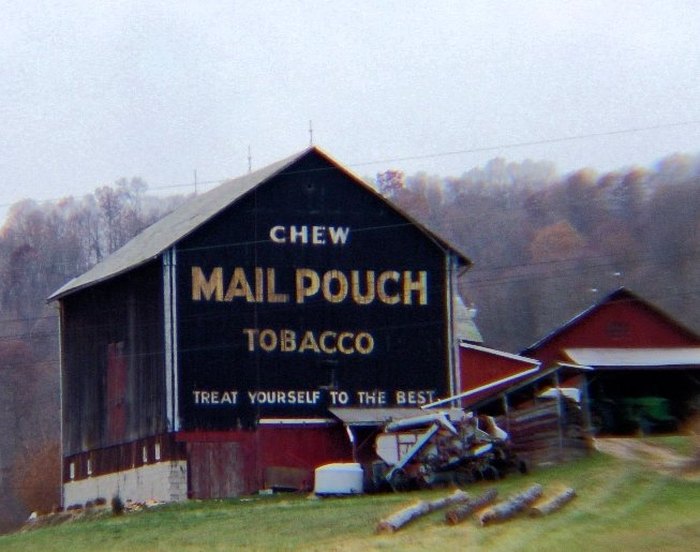 CHEW
MAIL POUCH
TOBACCO
TREAT YOURSELF TO THE BEST.